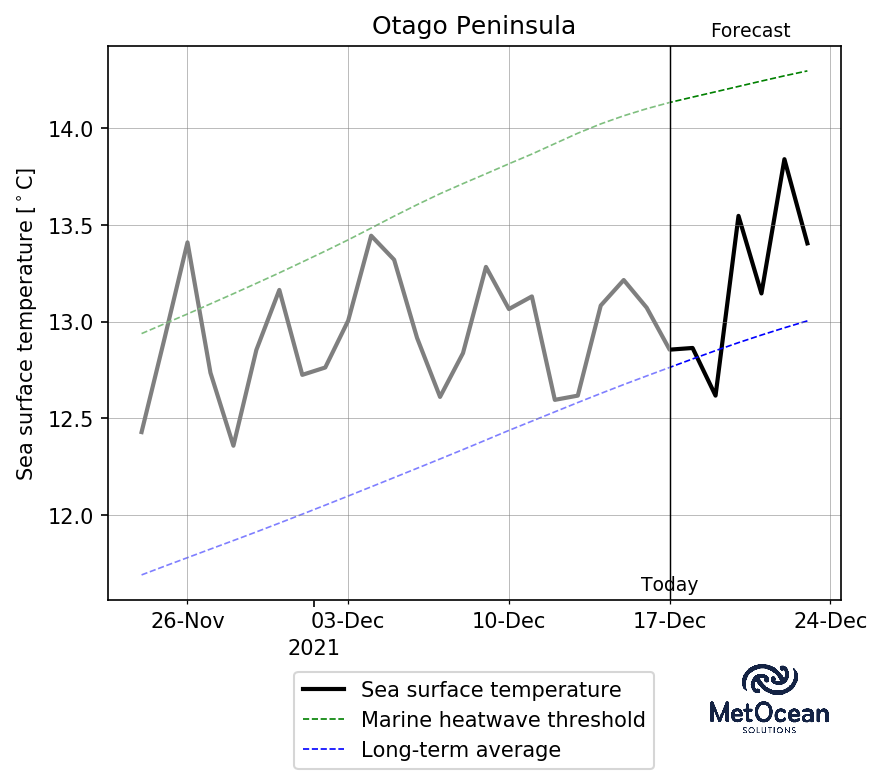 Otago Peninsula
Forecast
Sea surface temperature [°C]
14.0
13.5
13.0
12.5
12.0
Today
26-Nov
03-Dec
10-Dec
17-Dec
24-Dec
2021
Sea surface temperature
Marine heatwave threshold
Long-term average
MetOcean
SOLUTIONS